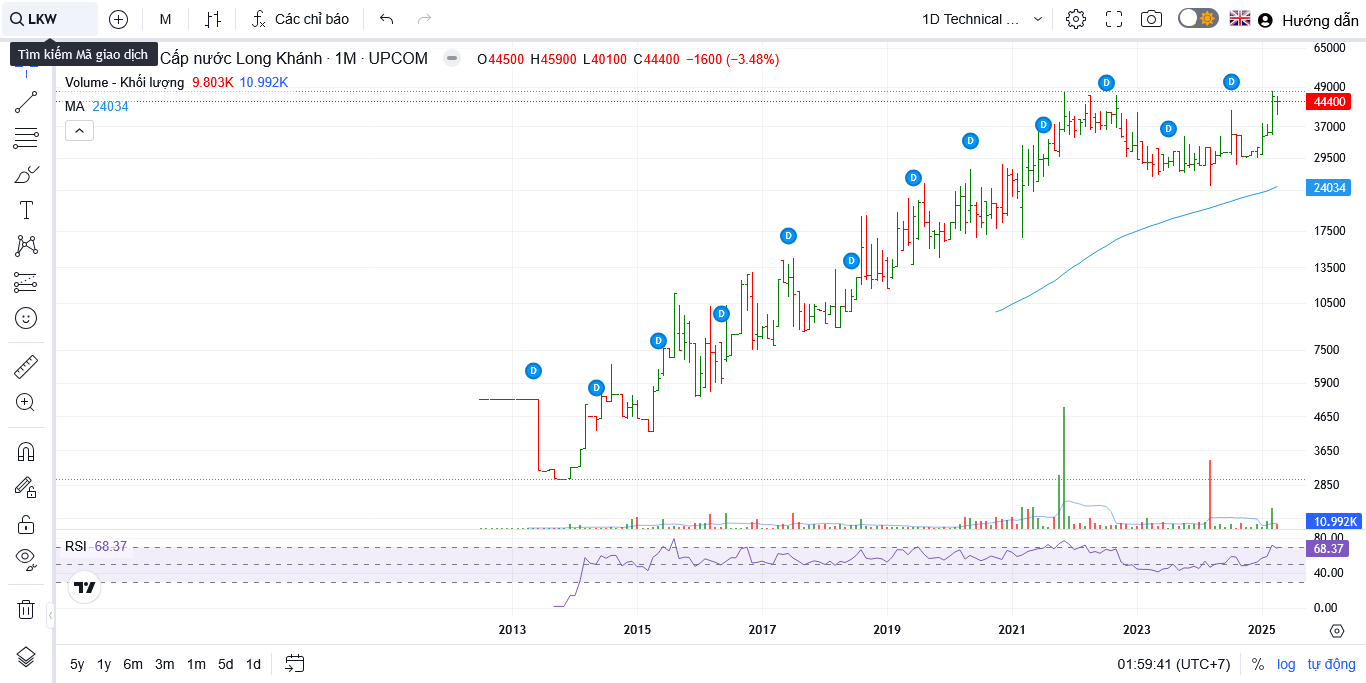 LKW
M
Các chỉ báo
1D Technical ...
Hướng dẫn
Tìm kiếm Mã giao dịch
Cấp nước Long Khánh · 1M · UPCOM
O44500 H45900 L40100 C44400 −1600 (−3.48%)
Volume - Khối lượng 9.803K 10.992K
MA 24034
65000
49000
44400
37000
29500
24034
17500
13500
10500
7500
5900
4650
3650
2850
10.992K
D
D
D
D
D
D
D
D
D
D
D
D
RSI 68.37
80.00
68.37
40.00
0.00
2013
2015
2017
2019
2021
2023
2025
5y 1y 6m 3m 1m 5d 1d
01:59:41 (UTC+7)
%
log
tự động